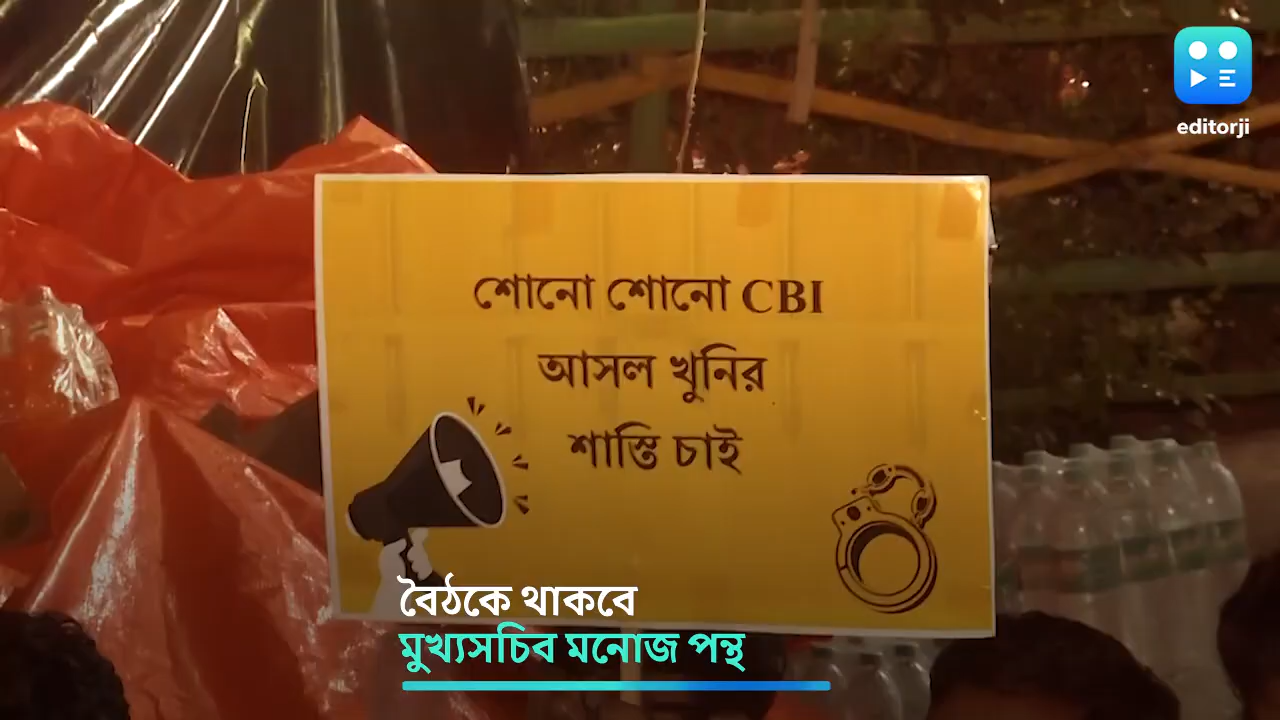 editorji
শোনো শোনো CBI
আসল খুনির
শাস্তি চাই
বৈঠকে থাকবে
মুখ্যসচিব মনোজ পন্থ